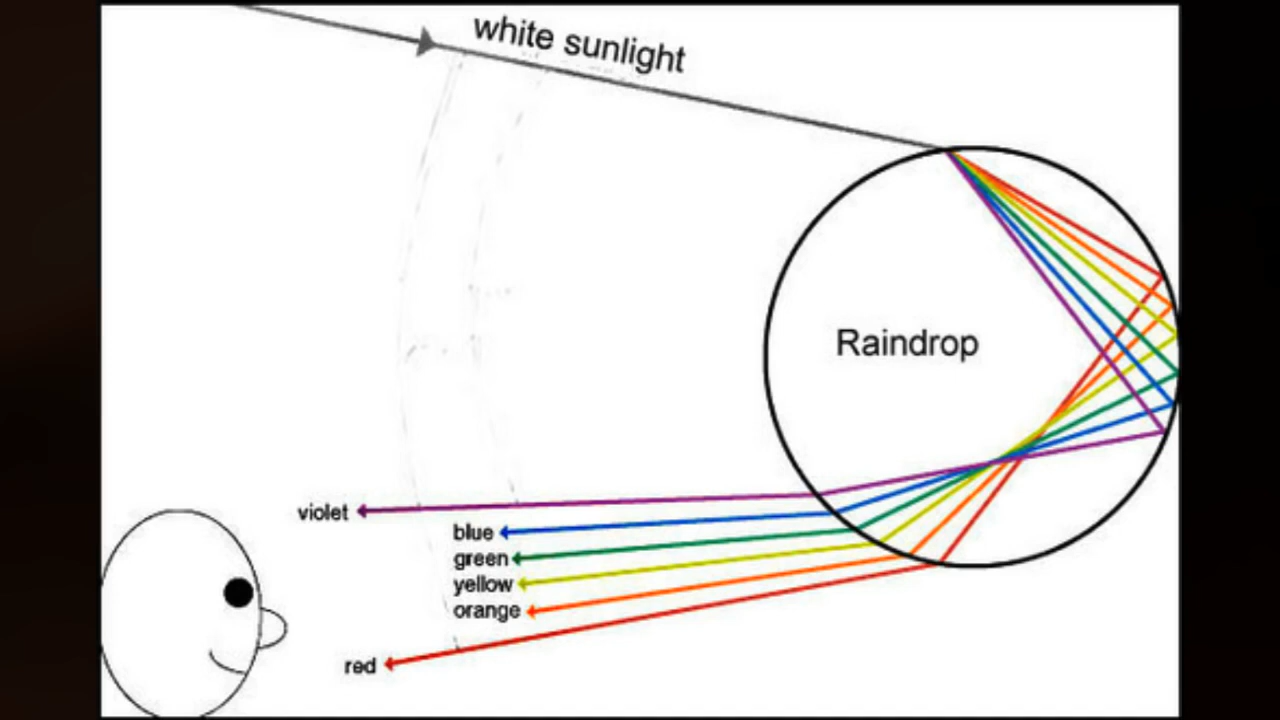 white sunlight
Raindrop
violet
blue
green
yellow
orange
red